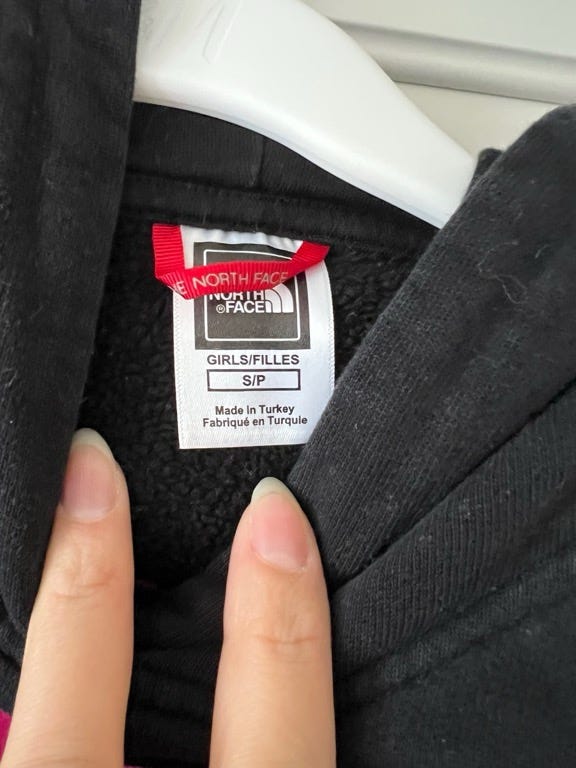 E NORTH FACE
NORTH
®FACE
GIRLS/FILLES
S/P
Made in Turkey
Fabriqué en Turquie